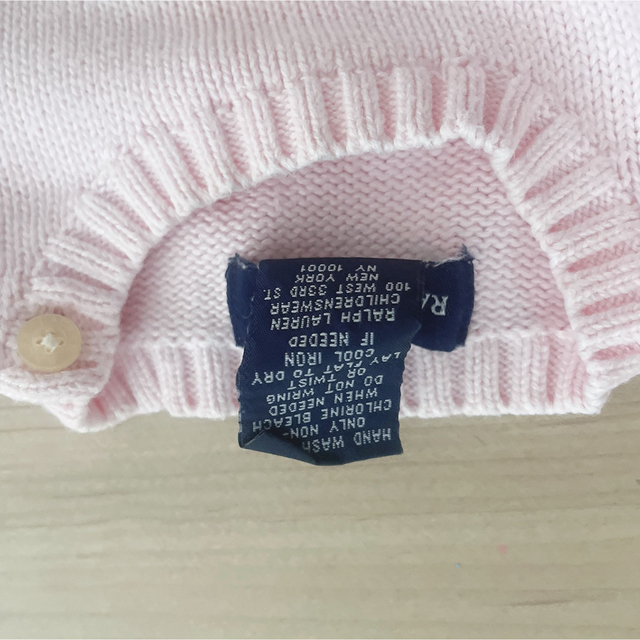 HAND WASH
ONLY NON-
CHLORINE BLEACH
WHEN NEEDED
DO NOT WRING
OR TWIST
LAY FLAT TO DRY
COOL IRON
IF NEEDED
RALPH LAUREN
CHILDRENSWEAR
100 WEST 33RD ST.
NEW YORK
NY 10001
RA